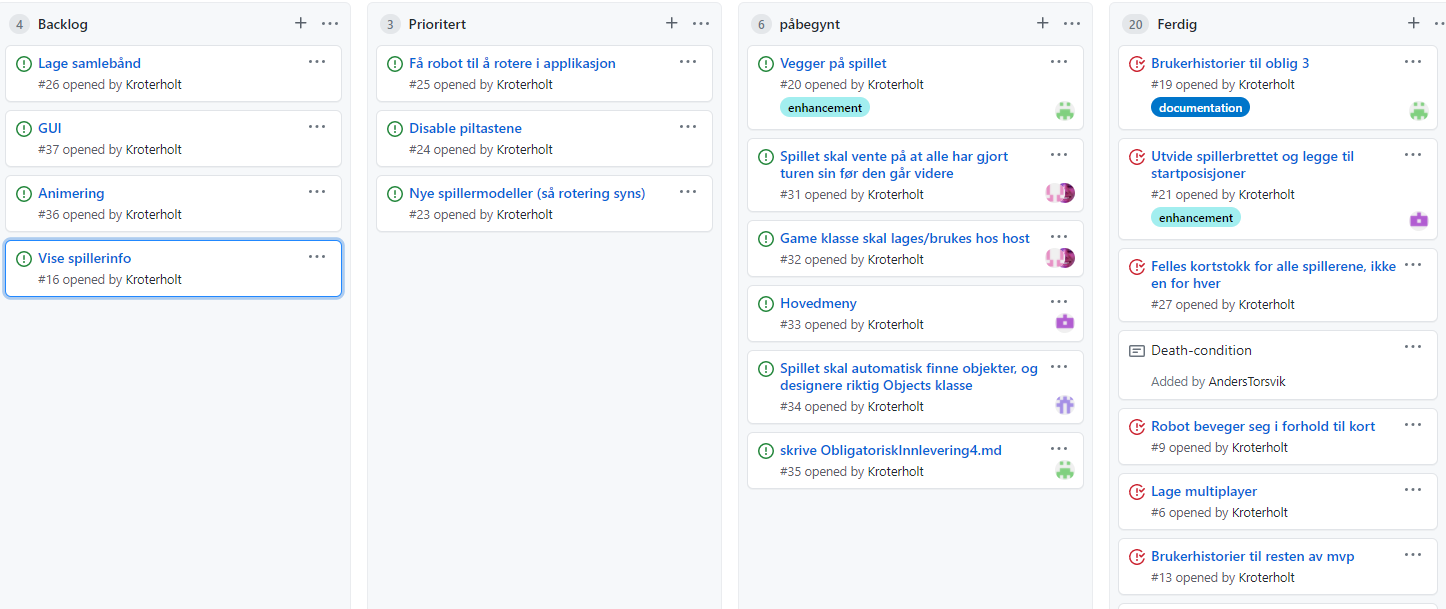 4 Backlog
Lage samlebånd
#26 opened by Kroterholt
GUI
#37 opened by Kroterholt
Animering
#36 opened by Kroterholt
Vise spillerinfo
#16 opened by Kroterholt
3 Prioritert
Få robot til å rotere i applikasjon
#25 opened by Kroterholt
Disable piltastene
#24 opened by Kroterholt
Nye spillermodeller (så rotering syns)
#23 opened by Kroterholt
6 påbegynt
Vegger på spillet
#20 opened by Kroterholt
enhancement
Spillet skal vente på at alle har gjort
turen sin før den går videre
#31 opened by Kroterholt
Game klasse skal lages/brukes hos host
#32 opened by Kroterholt
Hovedmeny
#33 opened by Kroterholt
Spillet skal automatisk finne objekter, og
designere riktig Objects klasse
#34 opened by Kroterholt
skrive ObligatoriskInnlevering4.md
#35 opened by Kroterholt
20 Ferdig
Brukerhistorier til oblig 3
#19 opened by Kroterholt
documentation
Utvide spillerbrettet og legge til
startposisjoner
#21 opened by Kroterholt
enhancement
Felles kortstokk for alle spillerene, ikke
en for hver
#27 opened by Kroterholt
Death-condition
Added by AndersTorsvik
Robot beveger seg i forhold til kort
#9 opened by Kroterholt
Lage multiplayer
#6 opened by Kroterholt
Brukerhistorier til resten av mvp
#13 opened by Kroterholt